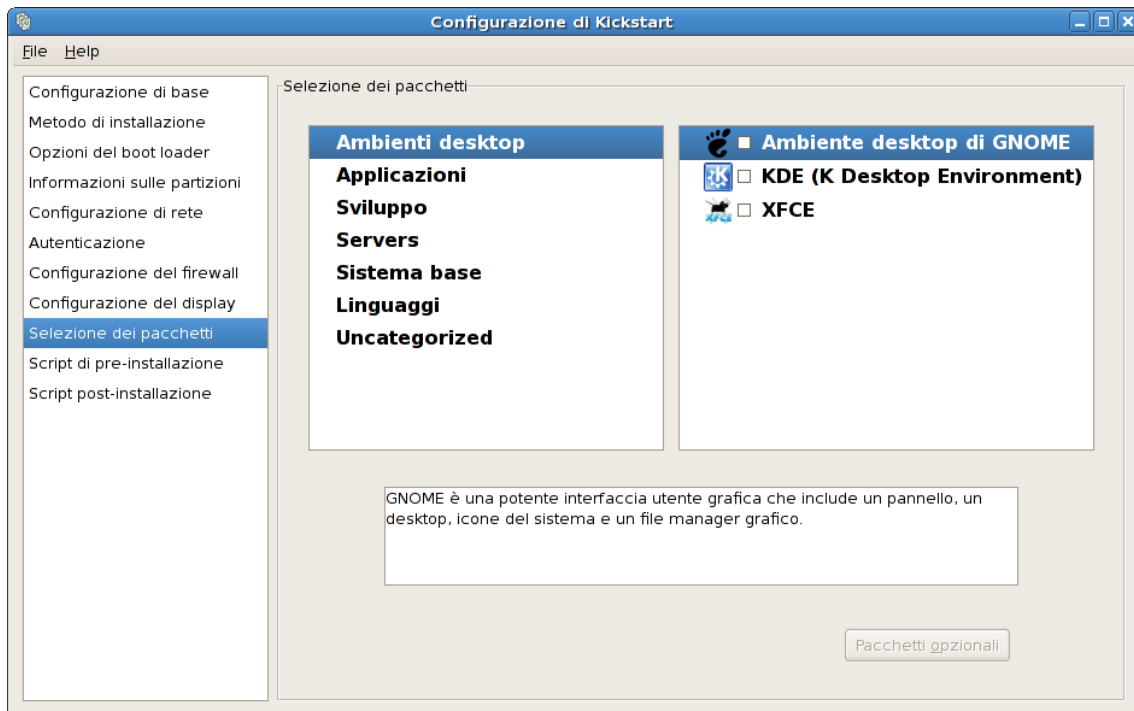 Configurazione di Kickstart
File Help
Configurazione di base
Metodo di installazione
Opzioni del boot loader
Informazioni sulle partizioni
Configurazione di rete
Autenticazione
Configurazione del firewall
Configurazione del display
Selezione dei pacchetti
Script di pre-installazione
Script post-installazione
Selezione dei pacchetti
Ambienti desktop
Applicazioni
Sviluppo
Servers
Sistema base
Linguaggi
Uncategorized
Ambiente desktop di GNOME
KDE (K Desktop Environment)
XFCE
XFCE
GNOME è una potente interfaccia utente grafica che include un pannello, un
desktop, icone del sistema e un file manager grafico.
Pacchetti opzionali